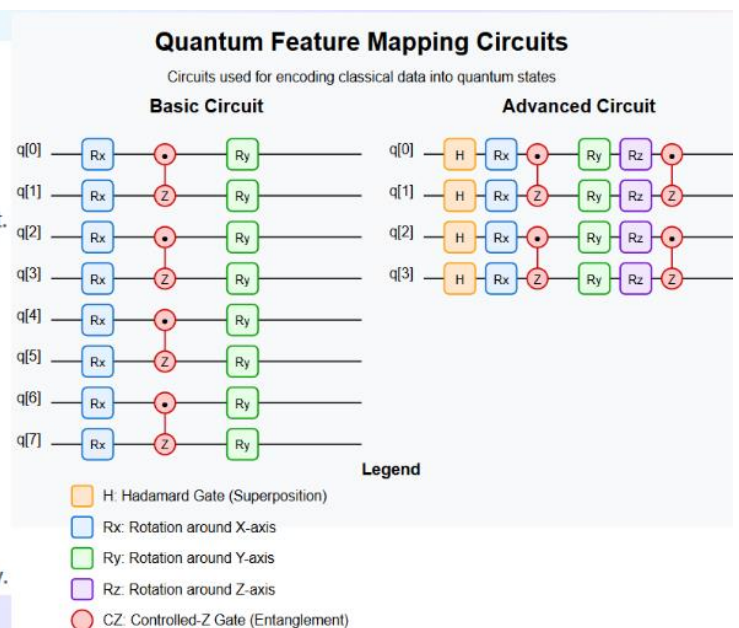 Quantum Feature Mapping Circuits
Circuits used for encoding classical data into quantum states
Basic Circuit
q[0] Rx Ry
q[1] Rx Z Ry
q[2] Rx Ry
q[3] Rx Z Ry
q[4] Rx Ry
q[5] Rx Z Ry
q[6] Rx Ry
q[7] Rx Z Ry
Advanced Circuit
q[0] H Rx Ry Rz
q[1] H Rx Z Ry Rz Z
q[2] H Rx Ry Rz
q[3] H Rx Z Ry Rz Z
Legend
H: Hadamard Gate (Superposition)
Rx: Rotation around X-axis
Ry: Rotation around Y-axis
Rz: Rotation around Z-axis
CZ: Controlled-Z Gate (Entanglement)